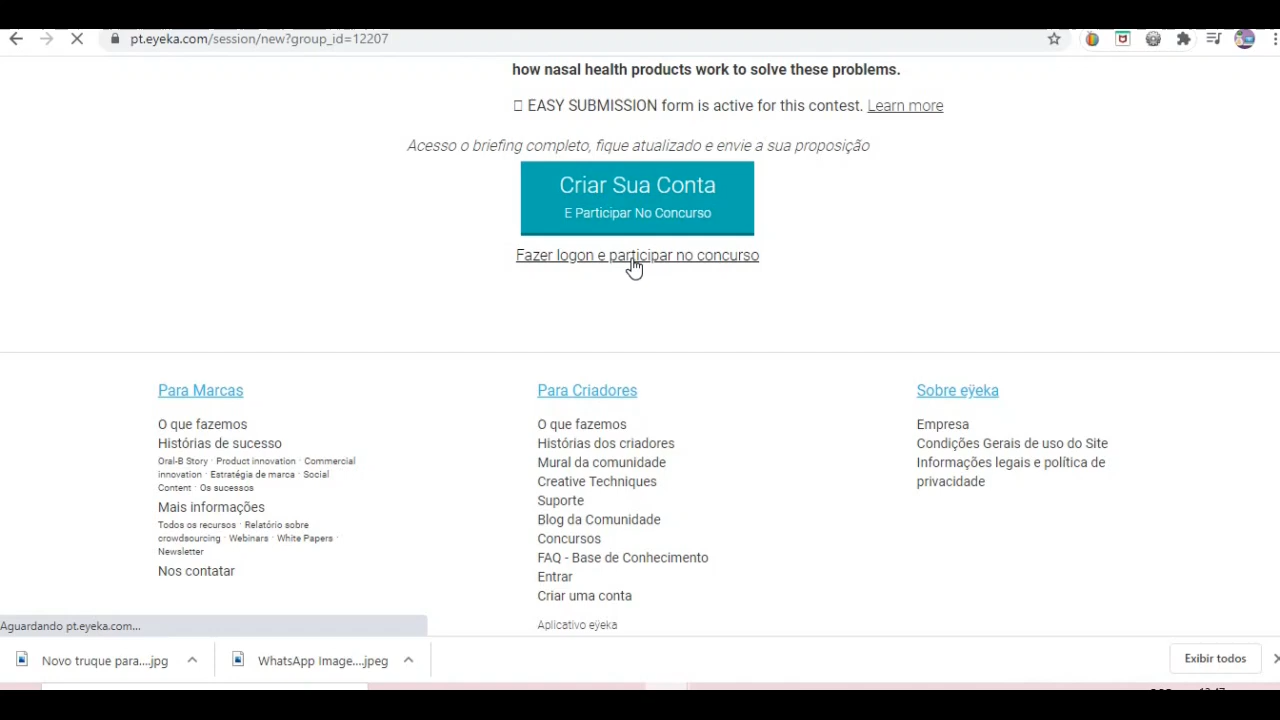 pt.eyeka.com/session/new?group_id=12207
how nasal health products work to solve these problems.
EASY SUBMISSION form is active for this contest. Learn more
Acesso o briefing completo, fique atualizado e envie a sua proposição
Criar Sua Conta
E Participar No Concurso
Fazer logon e participar no concurso
Para Marcas
O que fazemos
Histórias de sucesso
Oral-B Story · Product innovation · Commercial
innovation · Estratégia de marca · Social
Content · Os sucessos
Mais informações
Todos os recursos · Relatório sobre
crowdsourcing · Webinars · White Papers ·
Newsletter
Nos contatar
Para Criadores
O que fazemos
Histórias dos criadores
Mural da comunidade
Creative Techniques
Suporte
Blog da Comunidade
Concursos
FAQ - Base de Conhecimento
Entrar
Criar uma conta
Aplicativo eÿeka
Sobre eÿeka
Empresa
Condições Gerais de uso do Site
Informações legais e política de
privacidade
Aguardando pt.eyeka.com...
Novo truque para....jpg
WhatsApp Image....jpeg
Exibir todos